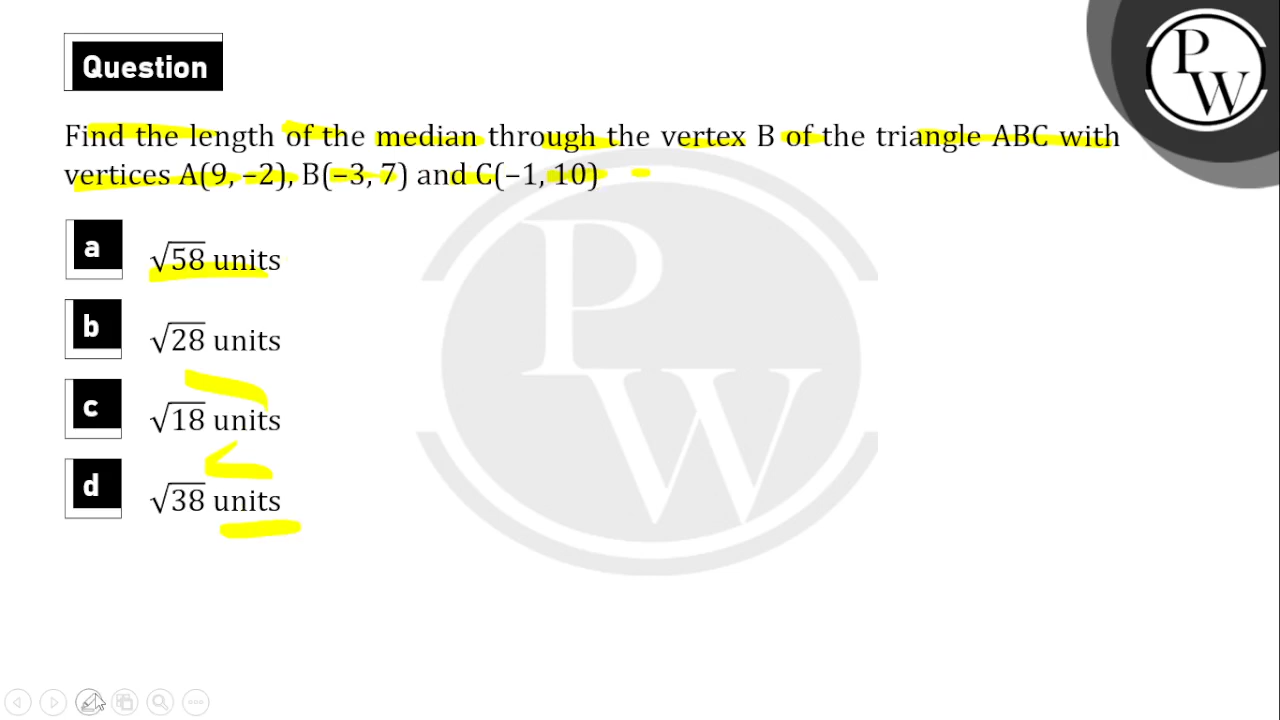 Question
P
W
Find the length of the median through the vertex B of the triangle ABC with
vertices A(9, –2), B(–3, 7) and C(–1, 10)
a √58 units
b √28 units
c √18 units
d √38 units
P
W